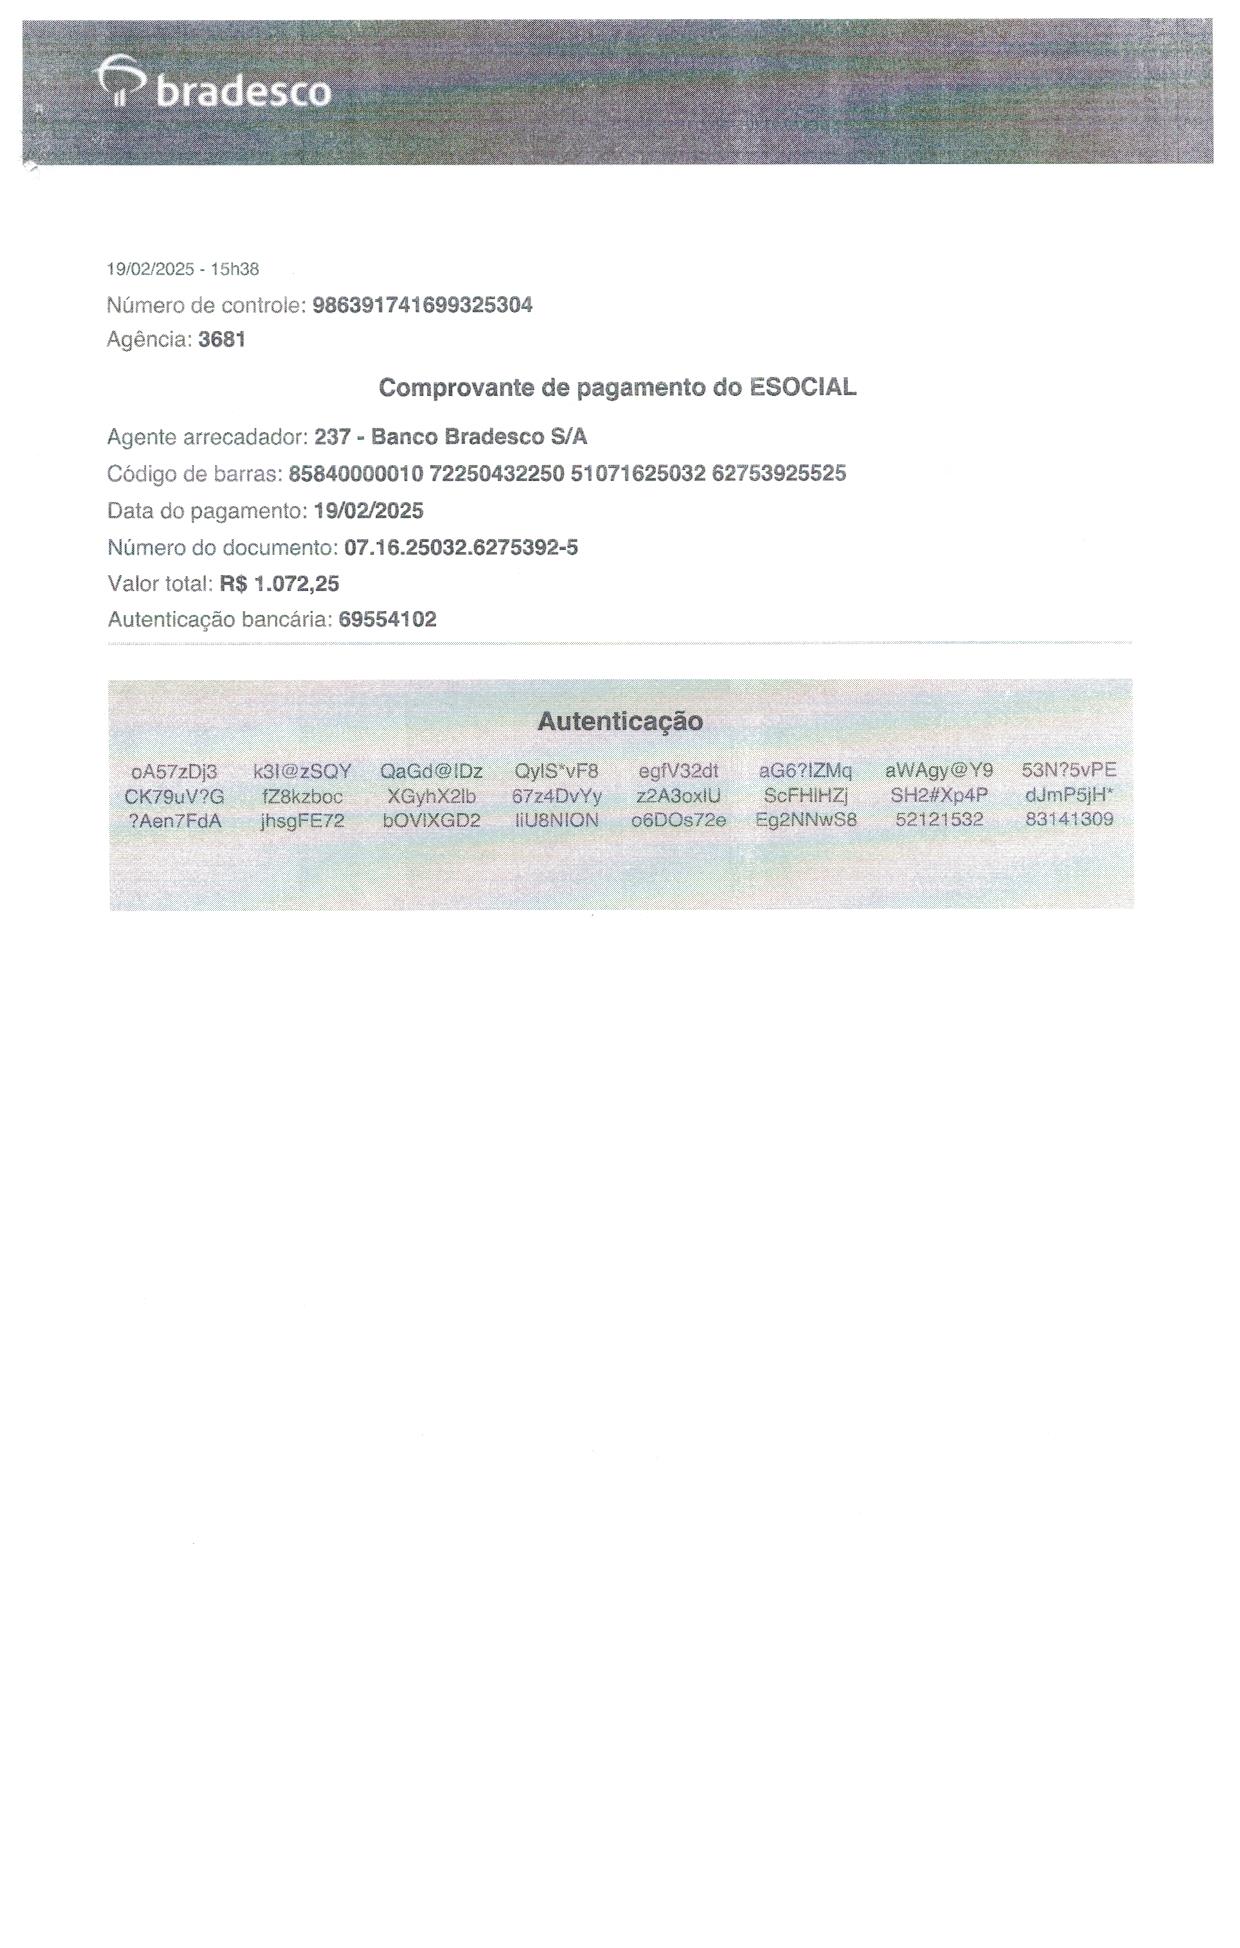 bradesco
19/02/2025 - 15h38
Número de controle: 986391741699325304
Agência: 3681
Comprovante de pagamento do ESOCIAL
Agente arrecadador: 237 - Banco Bradesco S/A
Código de barras: 85840000010 72250432250 51071625032 62753925525
Data do pagamento: 19/02/2025
Número do documento: 07.16.25032.6275392-5
Valor total: R$ 1.072,25
Autenticação bancária: 69554102
Autenticação
oA57zDj3 k3I@zSQY QaGd@IDz QyIS*vF8 egfV32dt aG6?IZMq aWAgy@Y9 53N?5vPE
CK79uV?G fZ8kzboc XGyhX2Ib 67z4DvYy z2A3oxIU ScFHIHZj SH2#Xp4P dJmP5jH*
?Aen7FdA jhsgFE72 bOVIXGD2 IiU8NION o6DOs72e Eg2NNwS8 52121532 83141309